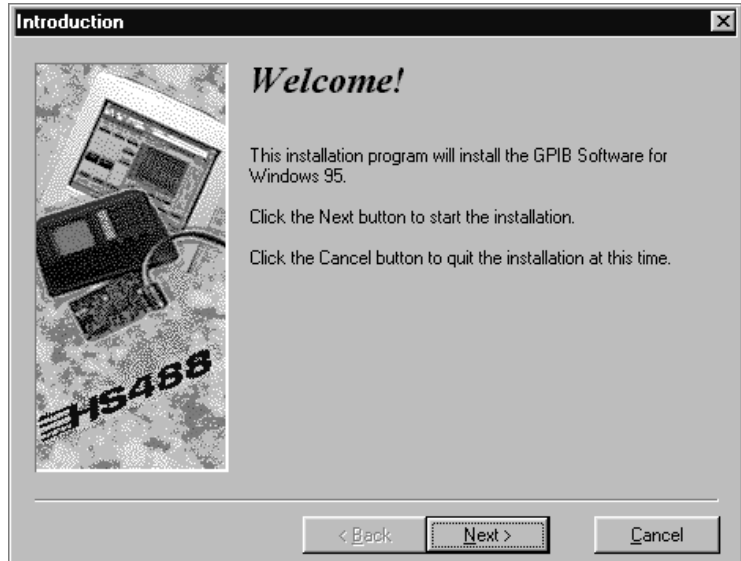 Introduction
Welcome!
This installation program will install the GPIB Software for
Windows 95.
Click the Next button to start the installation.
Click the Cancel button to quit the installation at this time.
HS488
< Back
Next >
Cancel